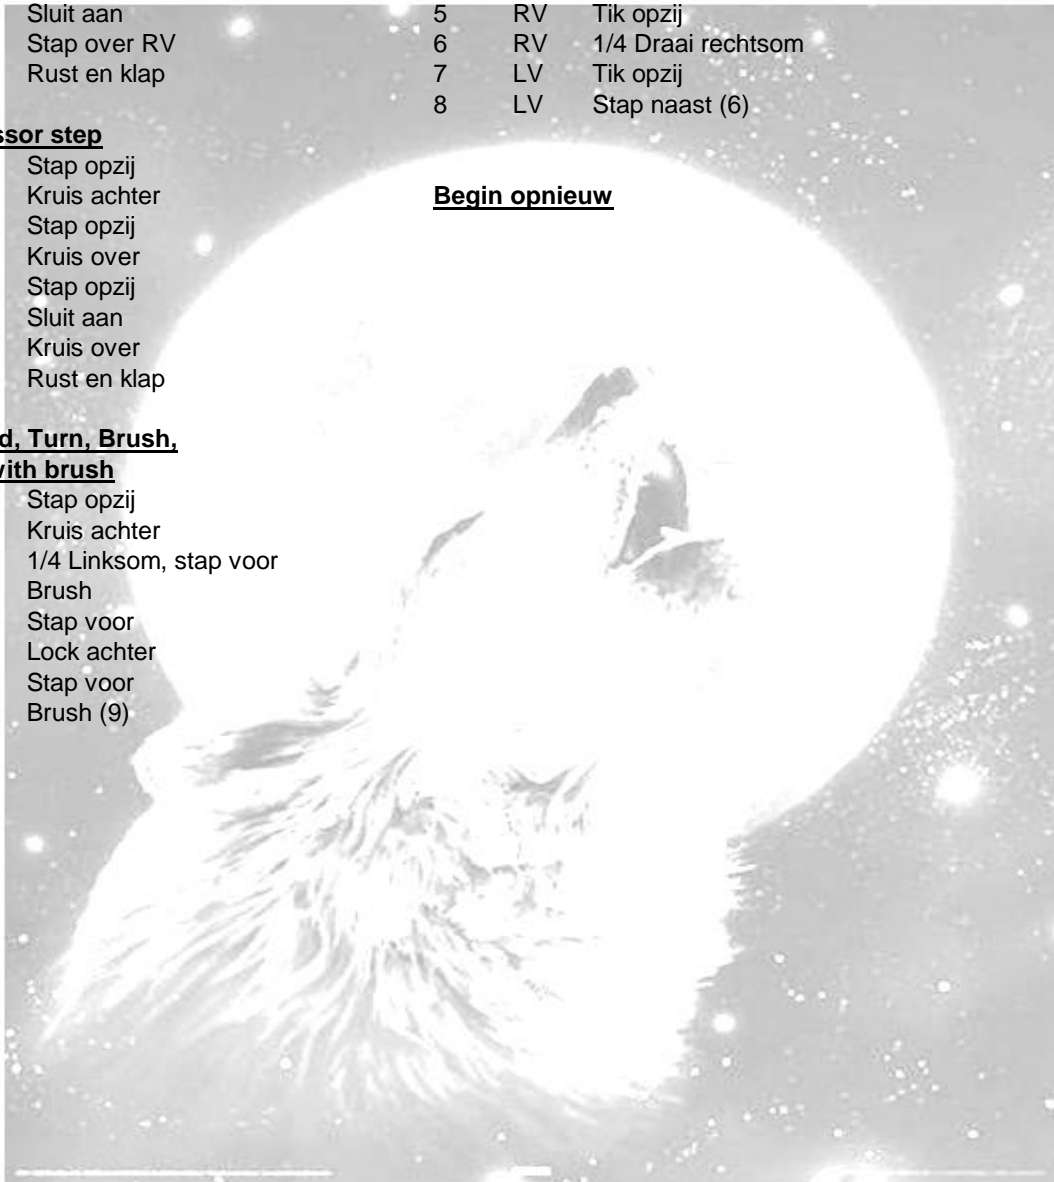 Sluit aan
Stap over RV
Rust en klap
ssor step
Stap opzij
Kruis achter
Stap opzij
Kruis over
Stap opzij
Sluit aan
Kruis over
Rust en klap
d, Turn, Brush,
with brush
Stap opzij
Kruis achter
1/4 Linksom, stap voor
Brush
Stap voor
Lock achter
Stap voor
Brush (9)
5 RV Tik opzij
6 RV 1/4 Draai rechtsom
7 LV Tik opzij
8 LV Stap naast (6)
Begin opnieuw